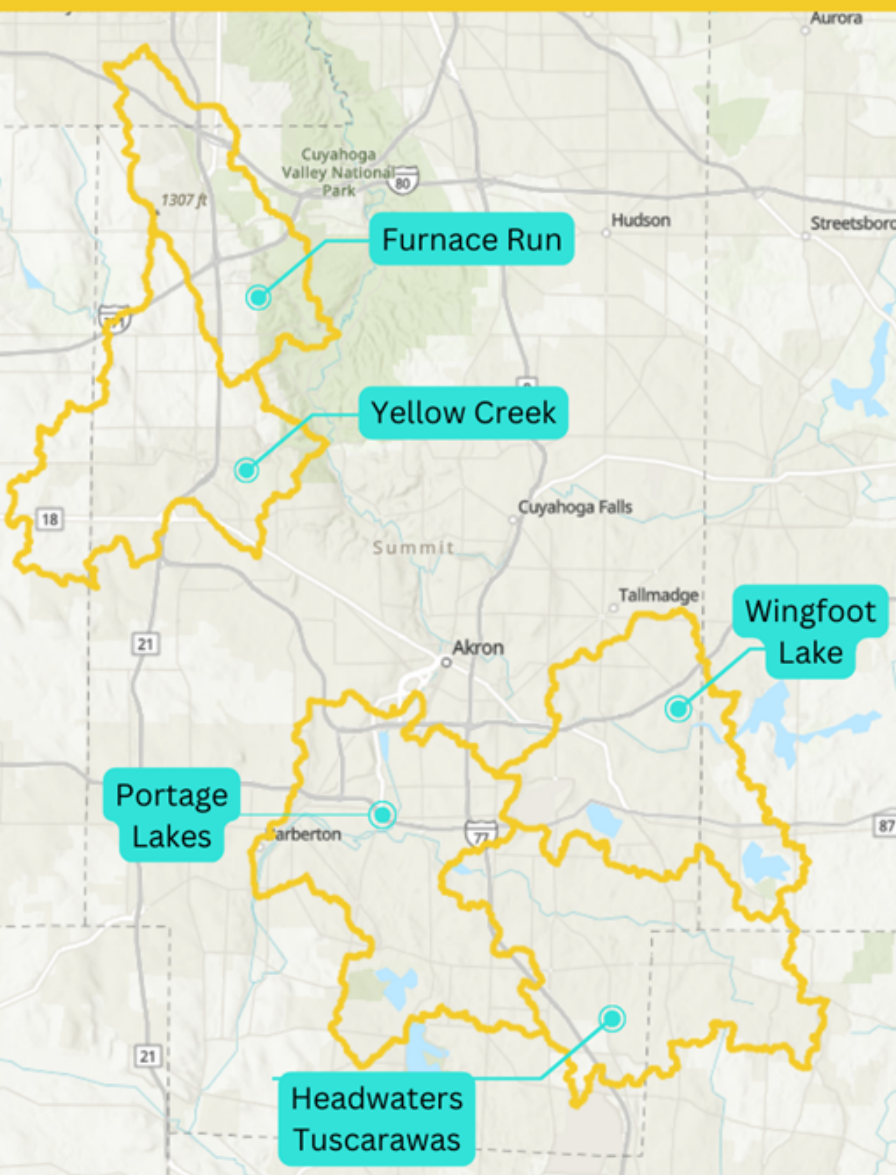 Aurora
Cuyahoga
Valley National
Park
80
1307 ft
Hudson
Streetsboro
Furnace Run
Yellow Creek
18
Cuyahoga Falls
Summit
Tallmadge
Wingfoot
Lake
21
Akron
Portage
Lakes
arberton
77
87
21
Headwaters
Tuscarawas